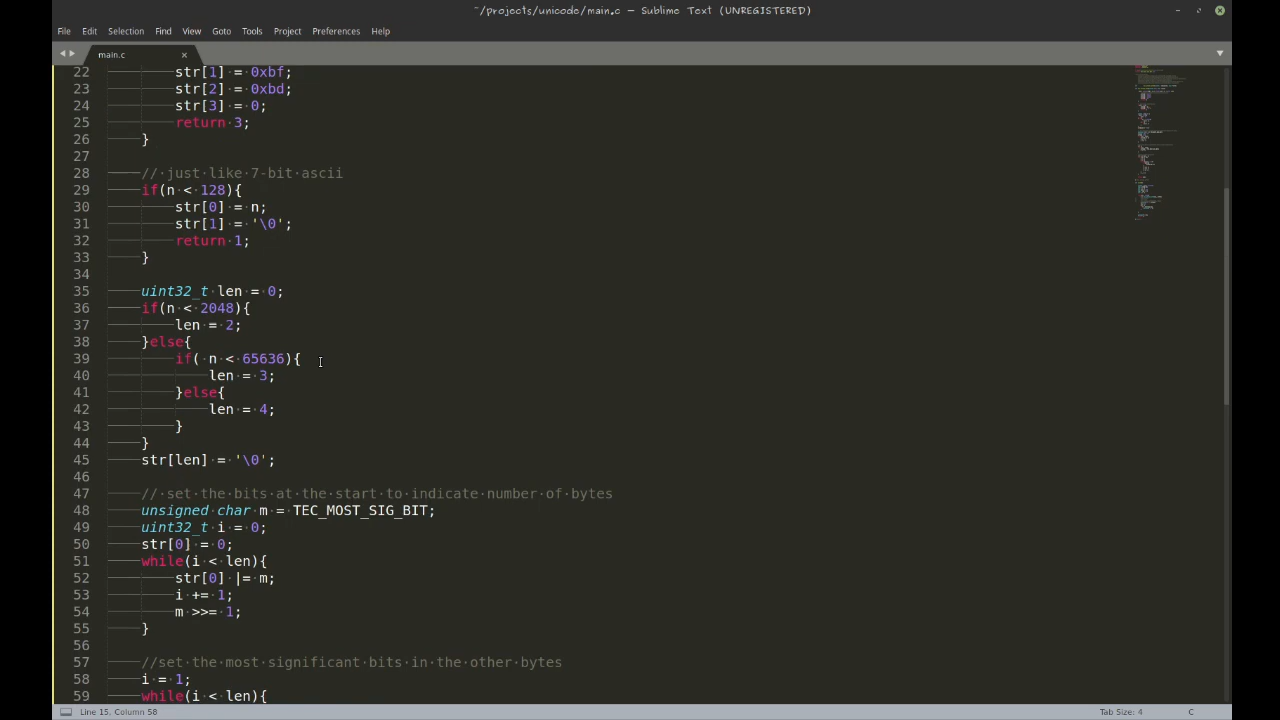 ~/projects/unicode/main.c – Sublime Text (UNREGISTERED)
File Edit Selection Find View Goto Tools Project Preferences Help
main.c
22 str[1] = 0xbf;
23 str[2] = 0xbd;
24 str[3] = 0;
25 return 3;
26 }
27
28 // just like 7-bit ascii
29 if(n < 128){
30 str[0] = n;
31 str[1] = '\0';
32 return 1;
33 }
34
35 uint32_t len = 0;
36 if(n < 2048){
37 len = 2;
38 }else{
39 if( n < 65636){
40 len = 3;
41 }else{
42 len = 4;
43 }
44 }
45 str[len] = '\0';
46
47 // set the bits at the start to indicate number of bytes
48 unsigned char m = TEC_MOST_SIG_BIT;
49 uint32_t i = 0;
50 str[0] = 0;
51 while(i < len){
52 str[0] |= m;
53 i += 1;
54 m >>= 1;
55 }
56
57 //set the most significant bits in the other bytes
58 i = 1;
59 while(i < len){
Line 15, Column 58 Tab Size: 4 C